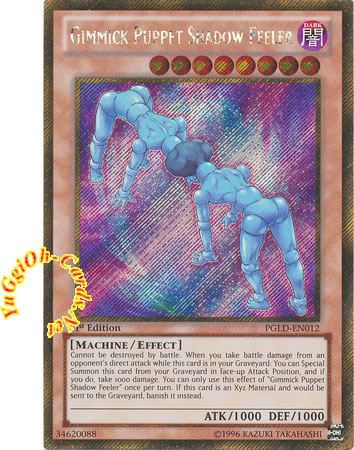 Gimmick Puppet Shadow Feeler
DARK
闇
YuGgiOh-Cards.Net
1st Edition
PGLD-EN012
[Machine / Effect]
Cannot be destroyed by battle. When you take battle damage from an
opponent's direct attack while this card is in your Graveyard: You can Special
Summon this card from your Graveyard in face-up Attack Position, and if
you do, take 1000 damage. You can only use this effect of "Gimmick Puppet
Shadow Feeler" once per turn. If this card is an Xyz Material and would
be sent to the Graveyard, banish it instead.
ATK/1000 DEF/1000
34620088
©1996 KAZUKI TAKAHASHI